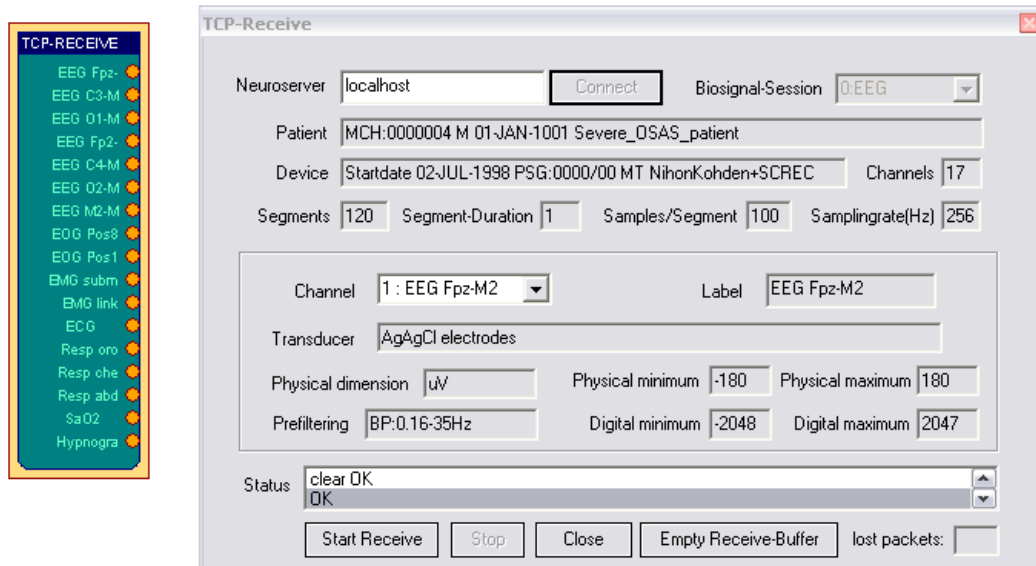 TCP-RECEIVE
EEG Fpz-
EEG C3-M
EEG O1-M
EEG Fp2-
EEG C4-M
EEG O2-M
EEG M2-M
EOG Pos8
EOG Pos1
EMG subm
EMG link
ECG
Resp oro
Resp che
Resp abd
SaO2
Hypnogra
TCP-Receive
Neuroserver localhost Connect Biosignal-Session 0:EEG
Patient MCH:0000004 M 01-JAN-1001 Severe_OSAS_patient
Device Startdate 02-JUL-1998 PSG:0000/00 MT NihonKohden+SCREC Channels 17
Segments 120 Segment-Duration 1 Samples/Segment 100 Samplingrate(Hz) 256
Channel 1 : EEG Fpz-M2 Label EEG Fpz-M2
Transducer AgAgCl electrodes
Physical dimension uV Physical minimum -180 Physical maximum 180
Prefiltering BP:0.16-35Hz Digital minimum -2048 Digital maximum 2047
Status clear OK
OK
Start Receive Stop Close Empty Receive-Buffer lost packets: